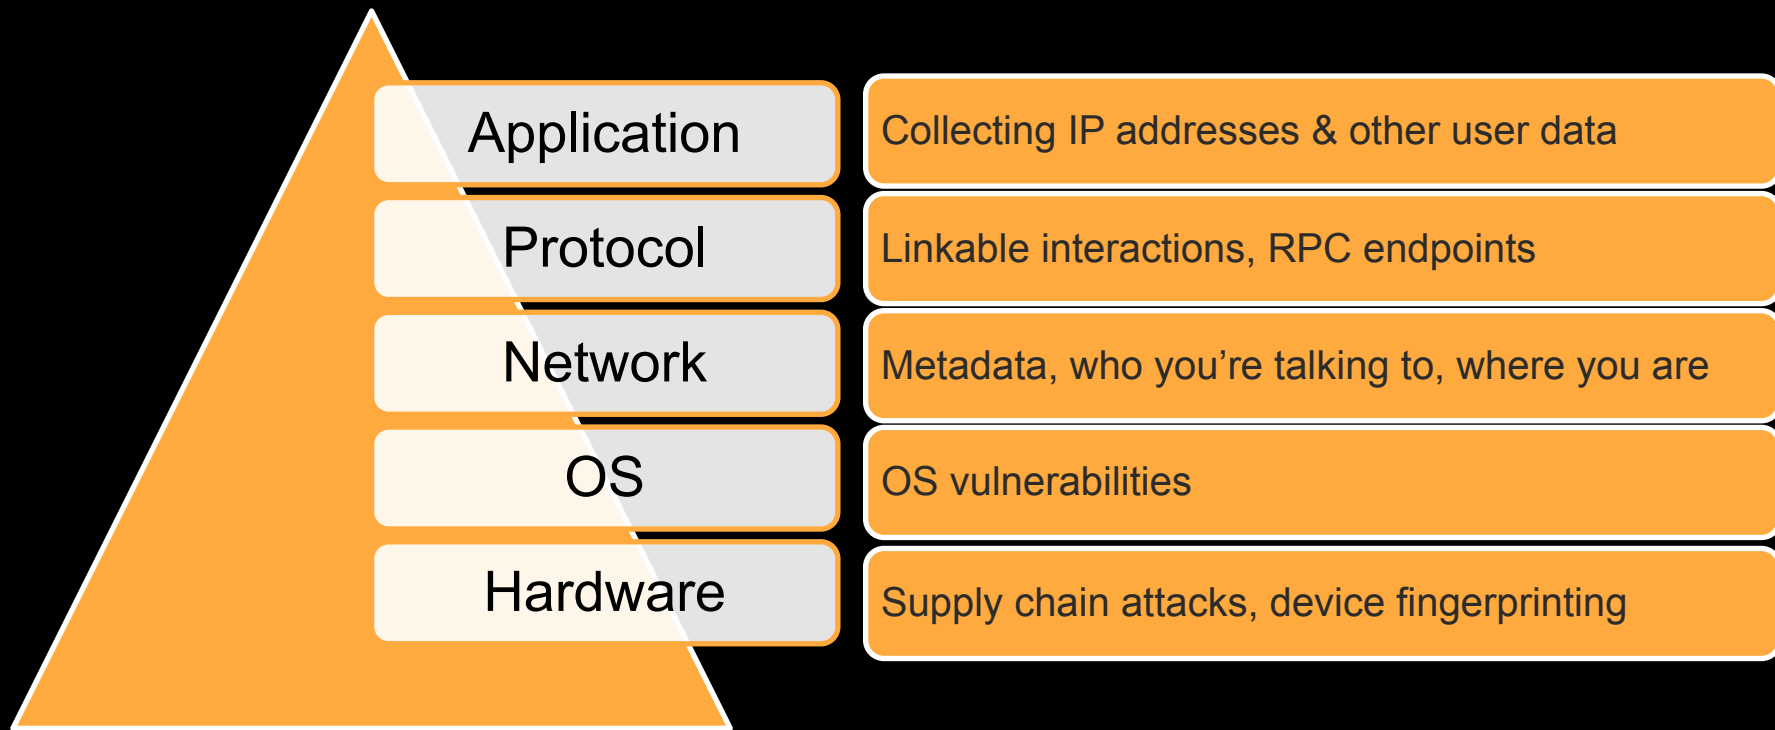 Application
Collecting IP addresses & other user data
Protocol
Linkable interactions, RPC endpoints
Network
Metadata, who you’re talking to, where you are
OS
OS vulnerabilities
Hardware
Supply chain attacks, device fingerprinting